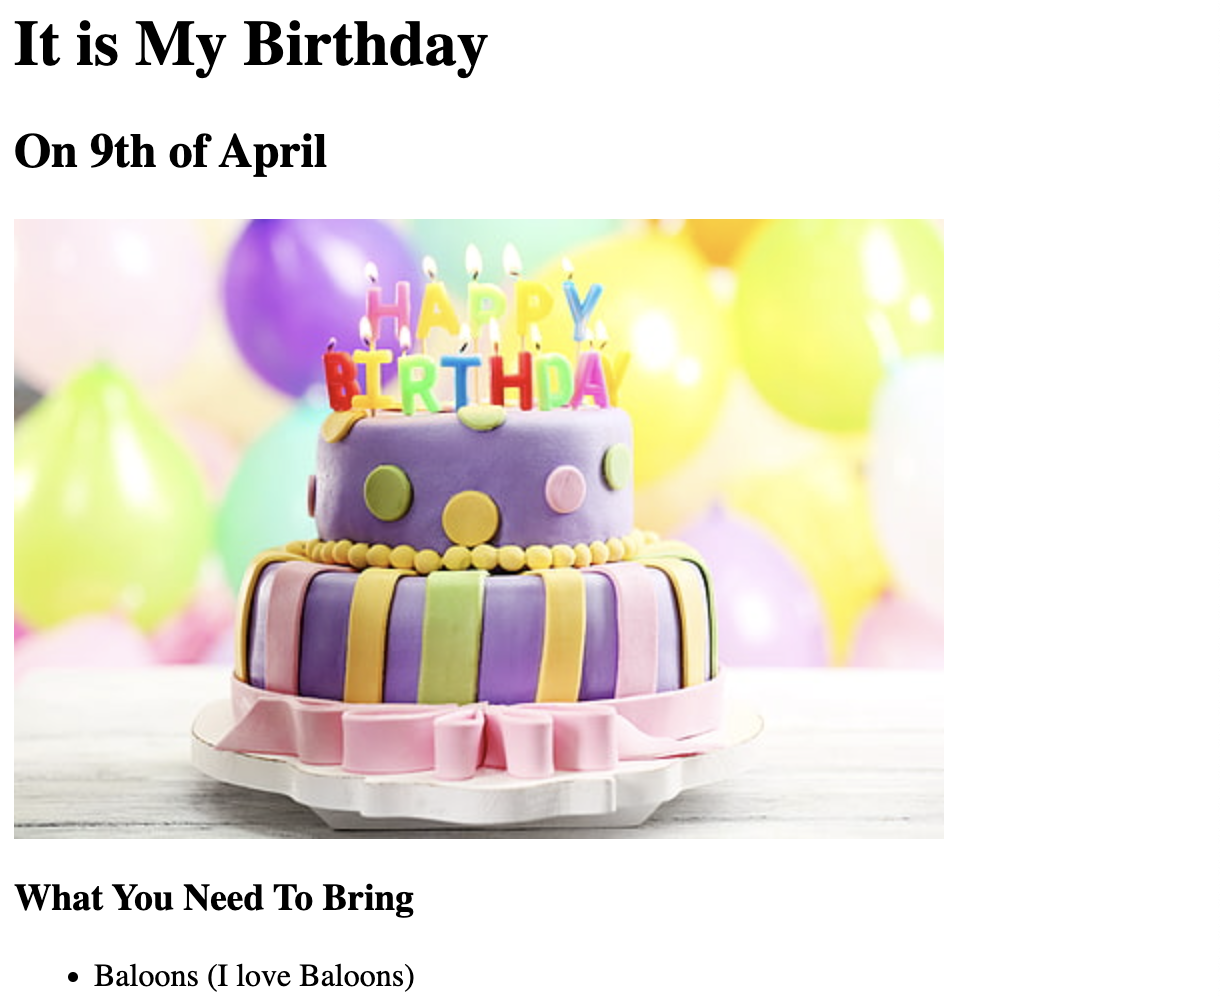 It is My Birthday
On 9th of April
HAPPY
BIRTHDAY
What You Need To Bring
Baloons (I love Baloons)